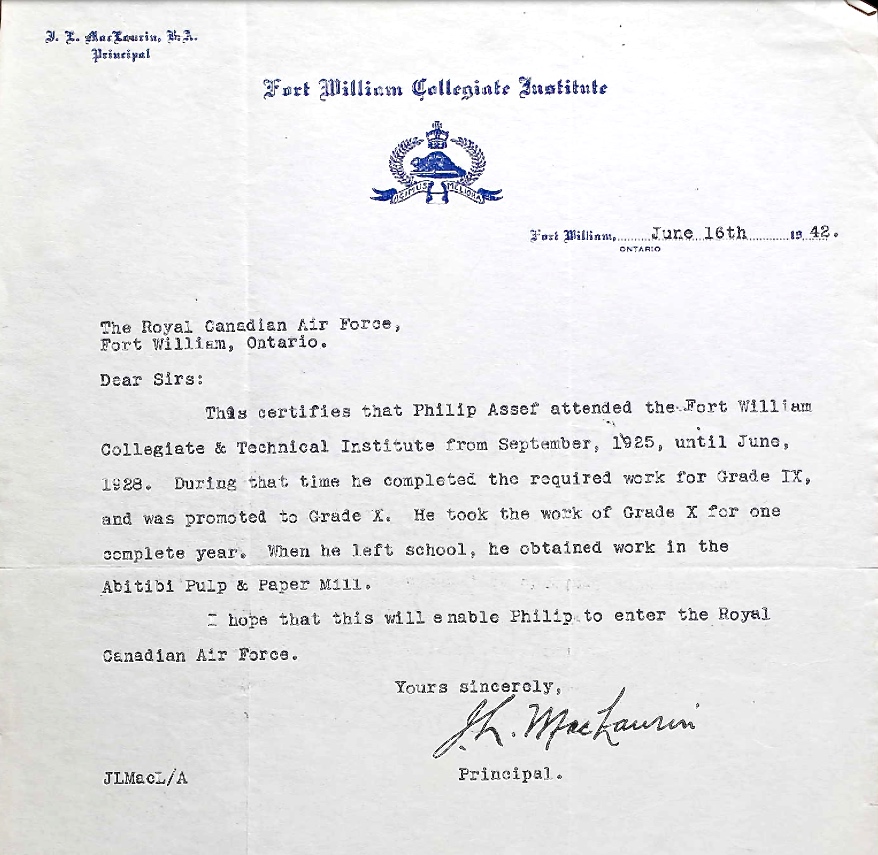 J. L. MacLaurin, B.A.
Principal
Fort William Collegiate Institute
AGIMUS MELIORA
Fort William, June 16th 1942.
ONTARIO
The Royal Canadian Air Force,
Fort William, Ontario.
Dear Sirs:
This certifies that Philip Assef attended the Fort William
Collegiate & Technical Institute from September, 1925, until June,
1928. During that time he completed the required work for Grade IX,
and was promoted to Grade X. He took the work of Grade X for one
complete year. When he left school, he obtained work in the
Abitibi Pulp & Paper Mill.
I hope that this will enable Philip to enter the Royal
Canadian Air Force.
Yours sincerely,
J.L. MacLaurin
Principal.
JLMacL/A